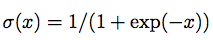 σ(x) = 1/(1 + exp(−x))